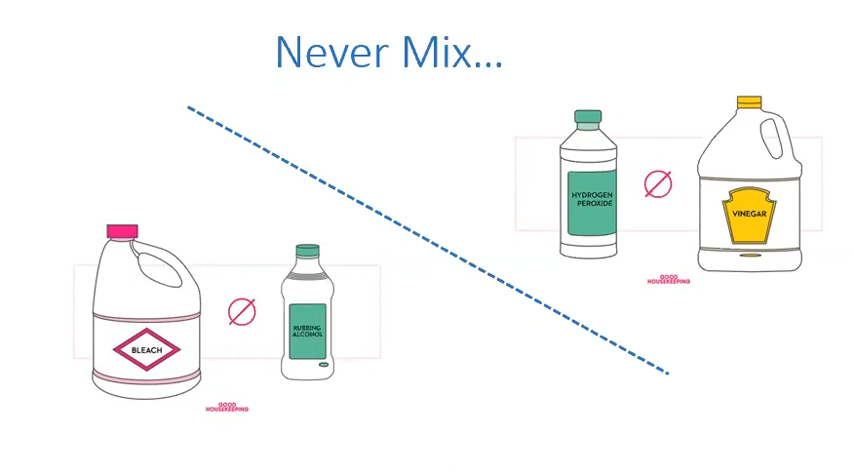 Never Mix...
HYDROGEN
PEROXIDE
VINEGAR
GOOD
HOUSEKEEPING
BLEACH
RUBBING
ALCOHOL
GOOD
HOUSEKEEPING